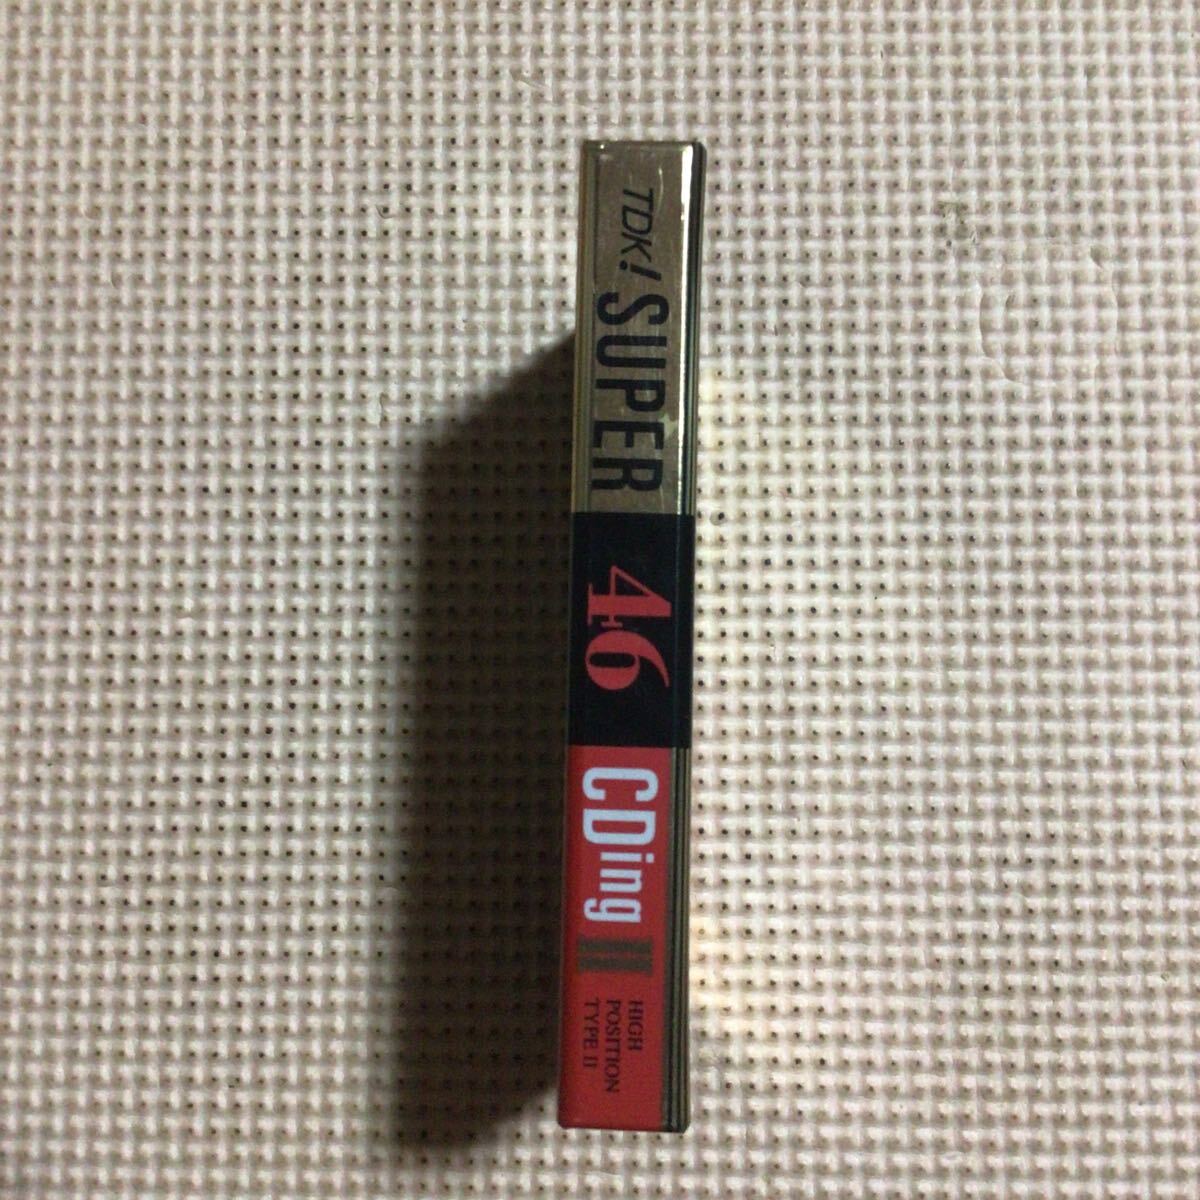 TDK! SUPER
46
CDing II
HIGH
POSITION
TYPE II